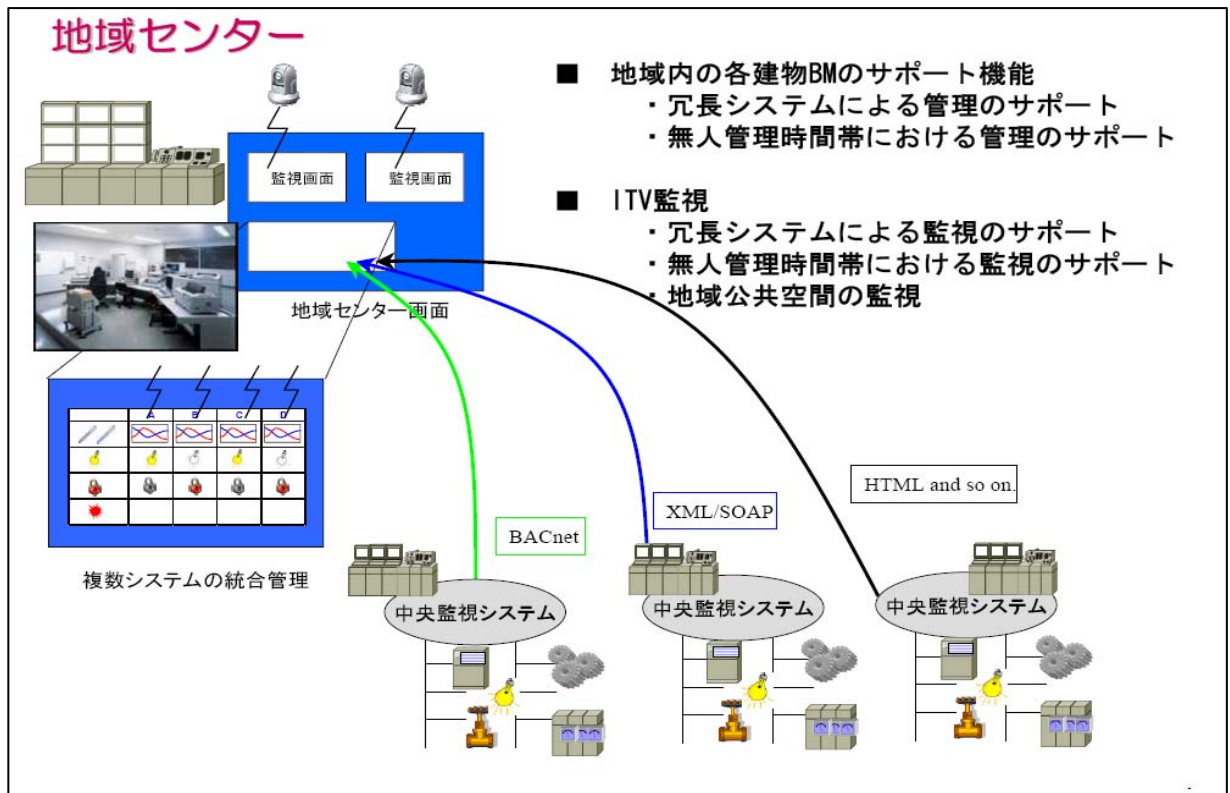 地域センター
■ 地域内の各建物BMのサポート機能
・冗長システムによる管理のサポート
・無人管理時間帯における管理のサポート
■ ITV監視
・冗長システムによる監視のサポート
・無人管理時間帯における監視のサポート
・地域公共空間の監視
監視画面 監視画面
地域センター画面
A B C D
複数システムの統合管理
BACnet
XML/SOAP
HTML and so on.
中央監視システム
中央監視システム
中央監視システム